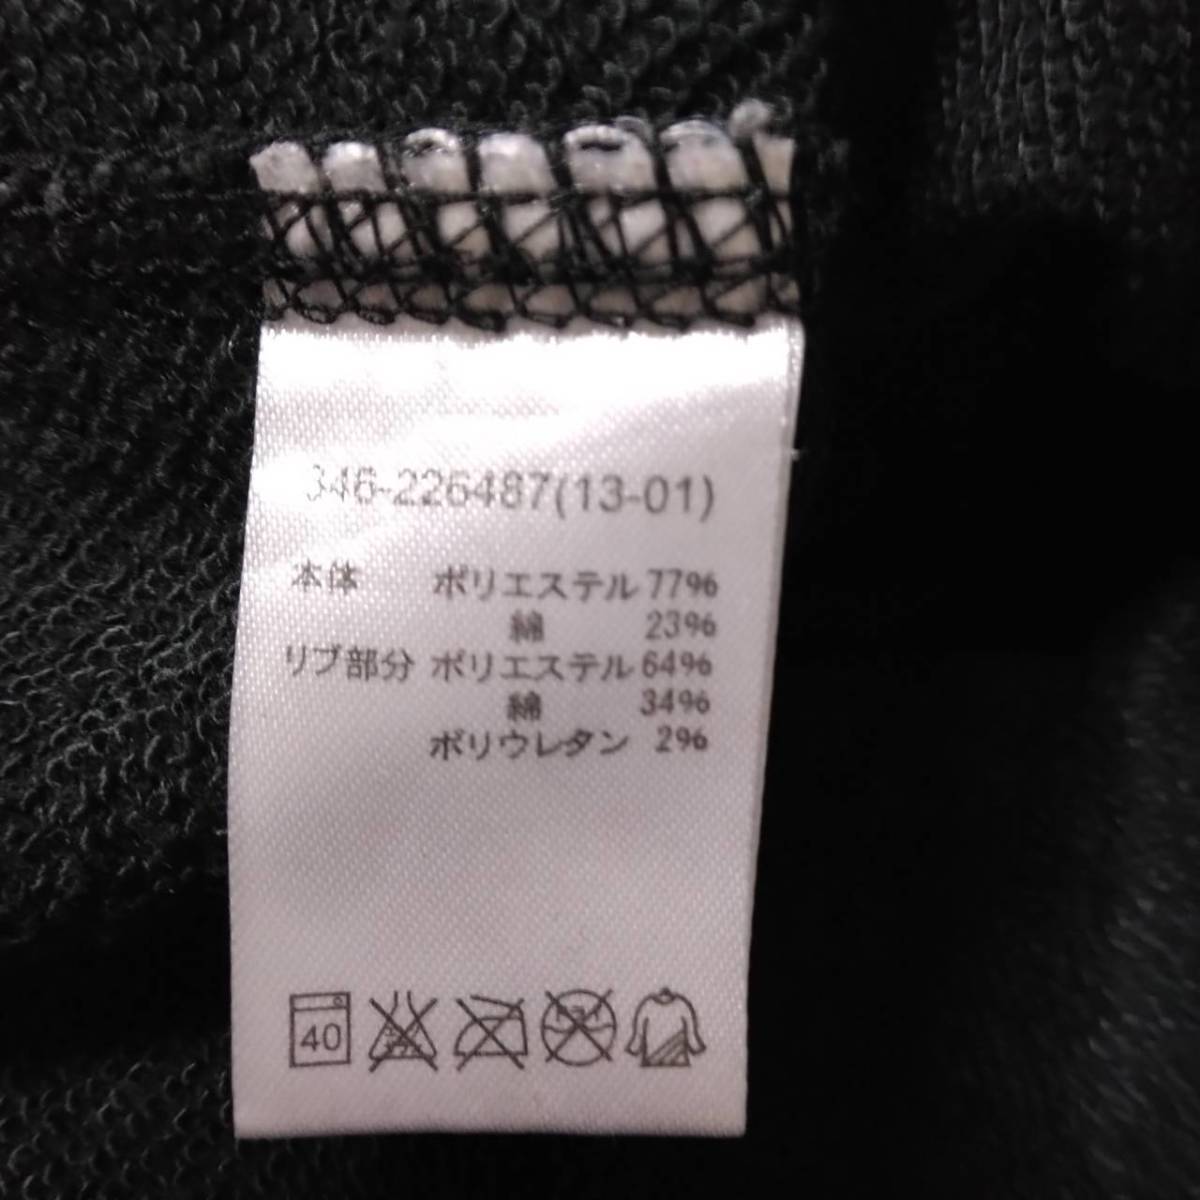 346-226487(13-01)
本体 ポリエステル 77%
綿 23%
リブ部分 ポリエステル 64%
綿 34%
ポリウレタン 2%
40